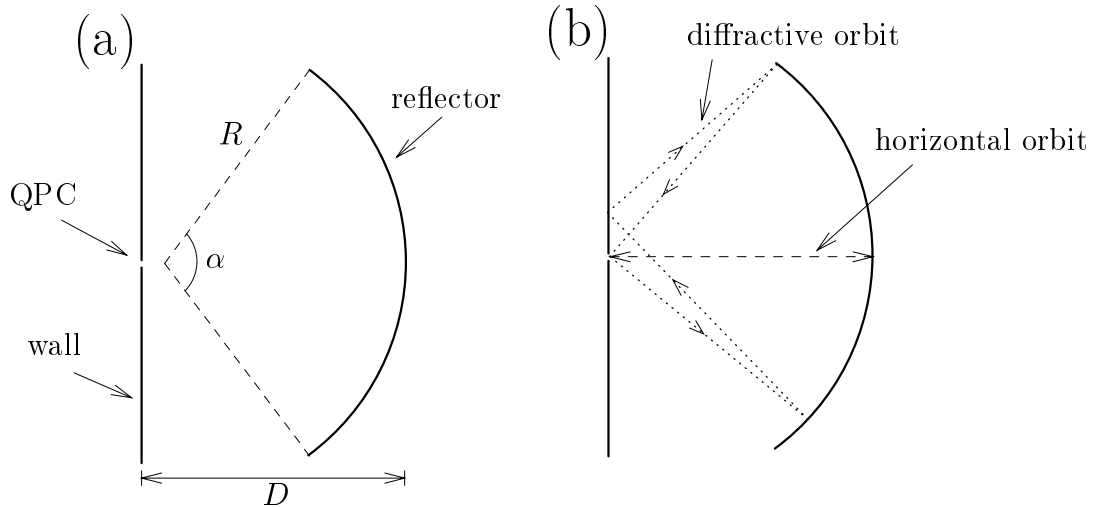 (a)
reflector
R
QPC
α
wall
D
(b)
diffractive orbit
horizontal orbit